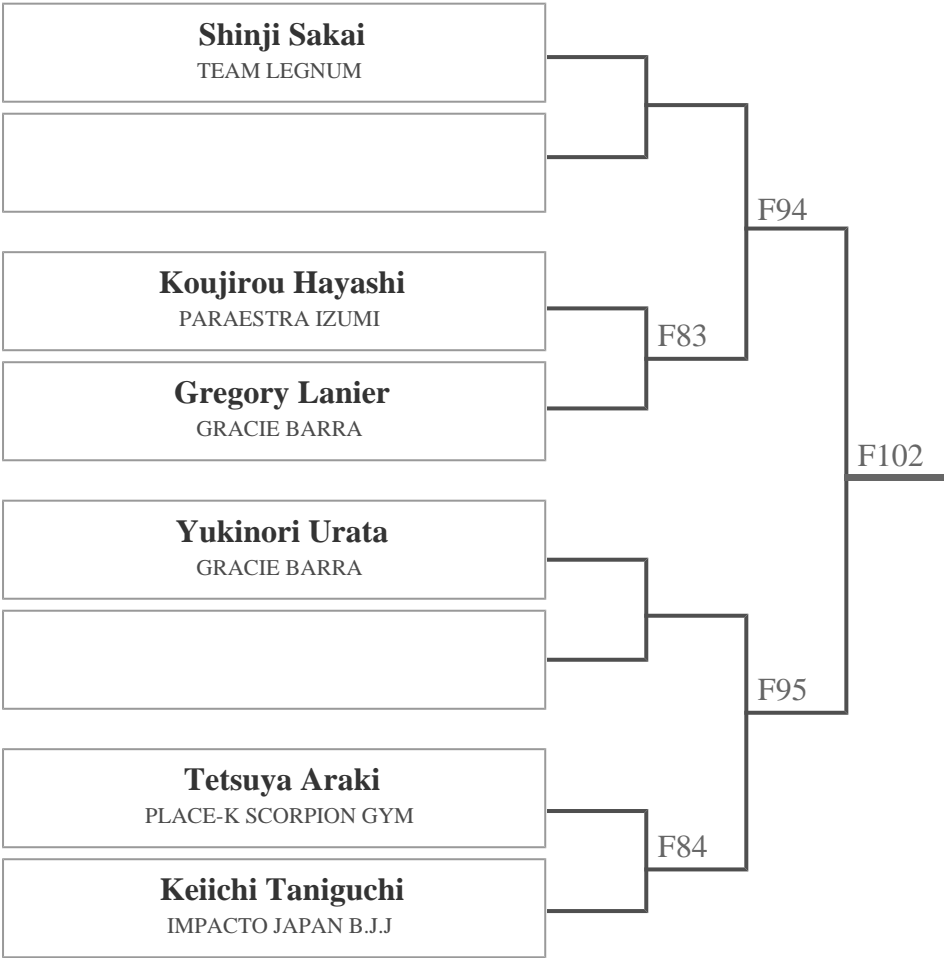 Shinji Sakai
TEAM LEGNUM
F94
Koujirou Hayashi
PARAESTRA IZUMI
F83
Gregory Lanier
GRACIE BARRA
F102
Yukinori Urata
GRACIE BARRA
F95
Tetsuya Araki
PLACE-K SCORPION GYM
F84
Keiichi Taniguchi
IMPACTO JAPAN B.J.J